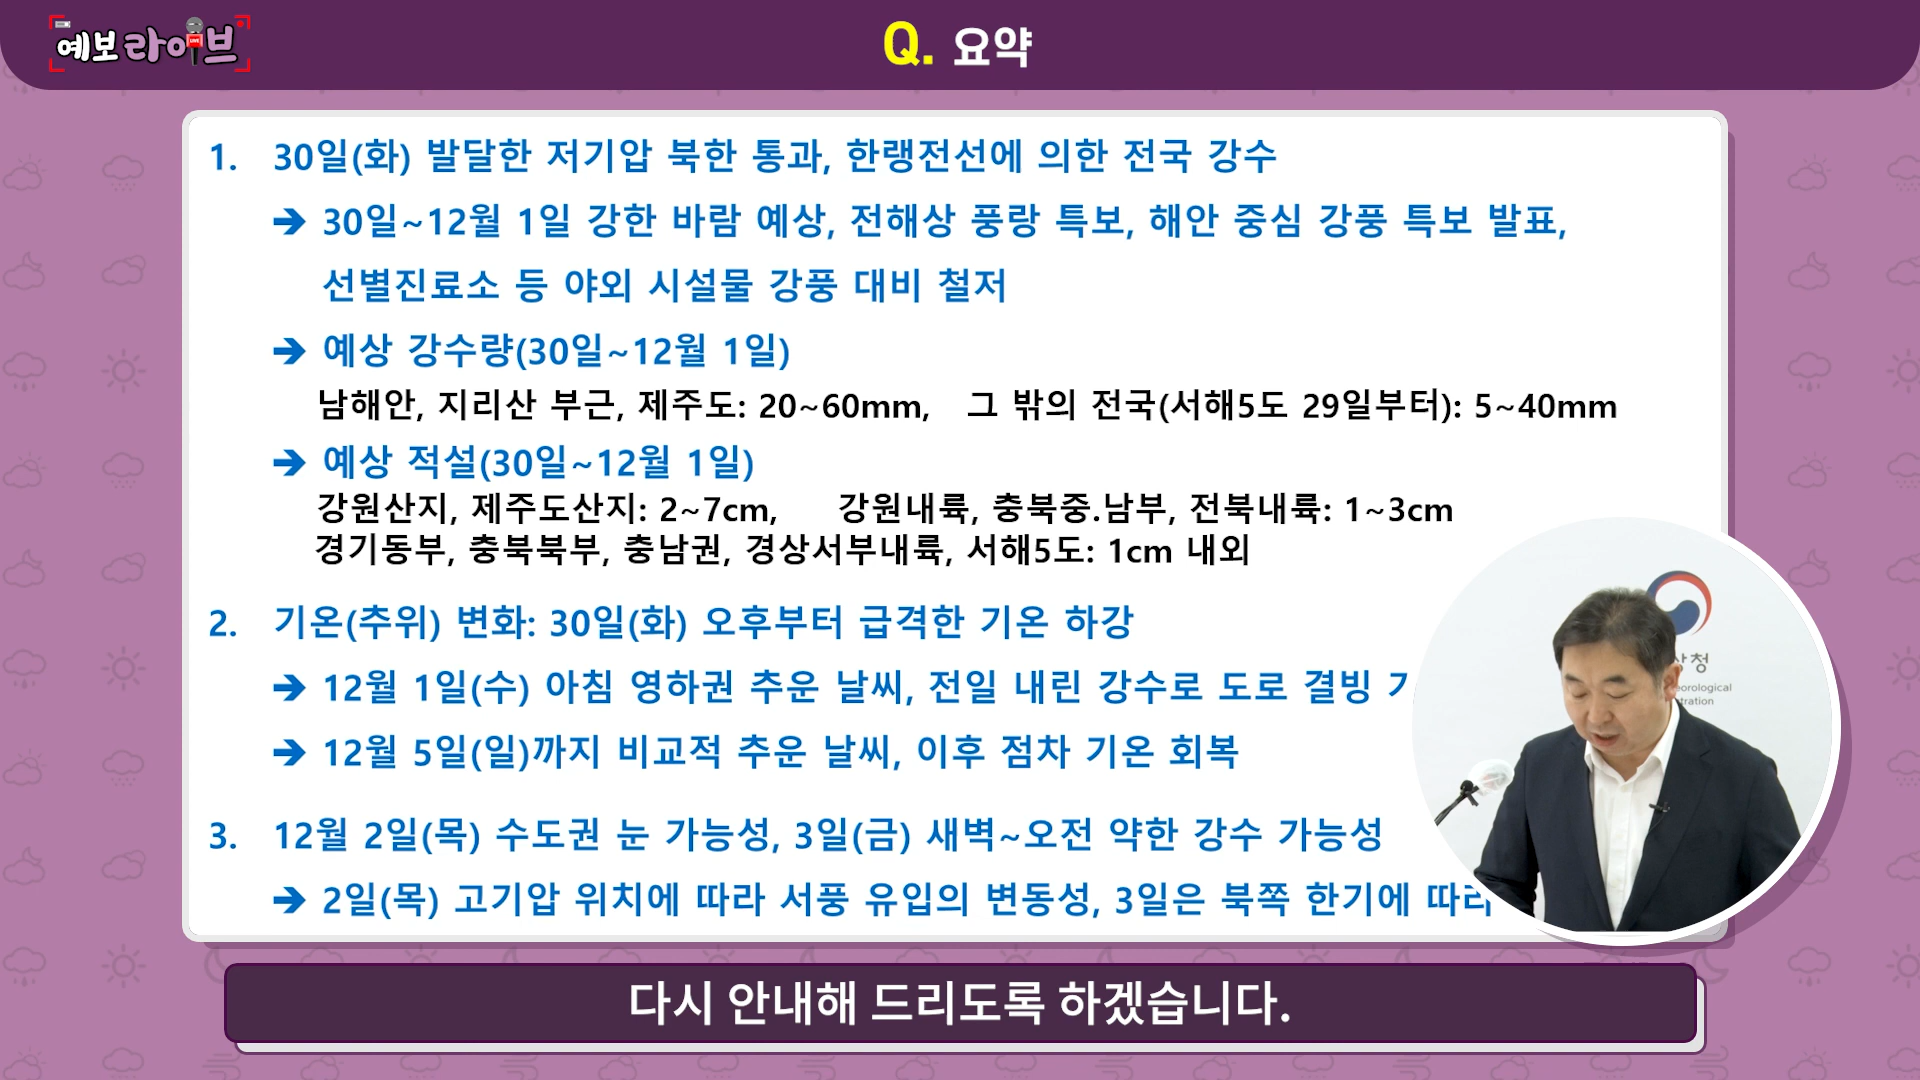 예보라이브
LIVE
Q. 요약
1. 30일(화) 발달한 저기압 북한 통과, 한랭전선에 의한 전국 강수
➔ 30일~12월 1일 강한 바람 예상, 전해상 풍랑 특보, 해안 중심 강풍 특보 발표,
선별진료소 등 야외 시설물 강풍 대비 철저
➔ 예상 강수량(30일~12월 1일)
남해안, 지리산 부근, 제주도: 20~60mm, 그 밖의 전국(서해5도 29일부터): 5~40mm
➔ 예상 적설(30일~12월 1일)
강원산지, 제주도산지: 2~7cm, 강원내륙, 충북중.남부, 전북내륙: 1~3cm
경기동부, 충북북부, 충남권, 경상서부내륙, 서해5도: 1cm 내외
2. 기온(추위) 변화: 30일(화) 오후부터 급격한 기온 하강
➔ 12월 1일(수) 아침 영하권 추운 날씨, 전일 내린 강수로 도로 결빙
➔ 12월 5일(일)까지 비교적 추운 날씨, 이후 점차 기온 회복
3. 12월 2일(목) 수도권 눈 가능성, 3일(금) 새벽~오전 약한 강수 가능성
➔ 2일(목) 고기압 위치에 따라 서풍 유입의 변동성, 3일은 북쪽 한기에 따라
다시 안내해 드리도록 하겠습니다.